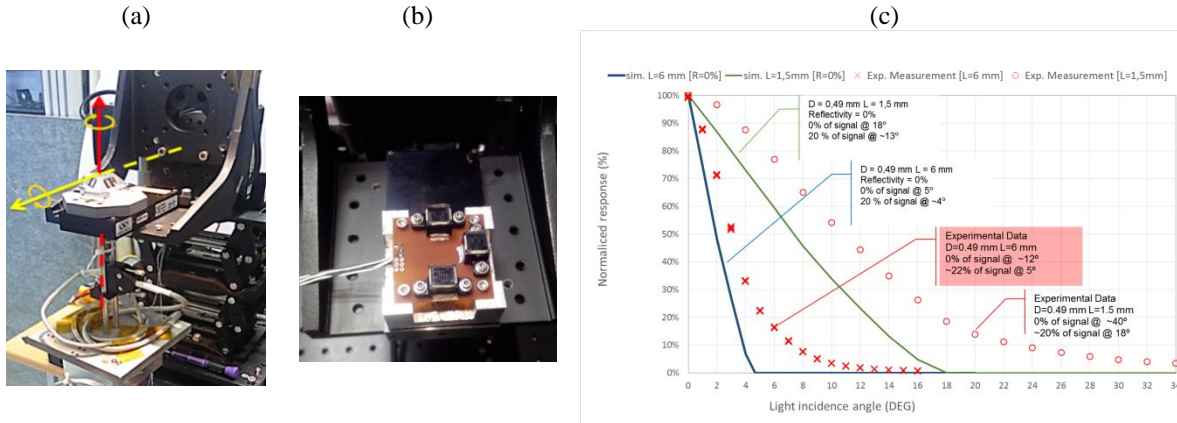 (a)
(b)
(c)
sim. L=6 mm [R=0%]
sim. L=1,5mm [R=0%]
Exp. Measurement [L=6 mm]
Exp. Measurement [L=1,5mm]
Normaliced response (%)
100%
90%
80%
70%
60%
50%
40%
30%
20%
10%
0%
D = 0,49 mm L = 1,5 mm
Reflectivity = 0%
0% of signal @ 18º
20 % of signal @ ~13º
D = 0,49 mm L = 6 mm
Reflectivity = 0%
0% of signal @ 5º
20 % of signal @ ~4º
Experimental Data
D=0.49 mm L=6 mm
0% of signal @ ~12º
~22% of signal @ 5º
Experimental Data
D=0.49 mm L=1.5 mm
0% of signal @ ~40º
~20% of signal @ 18º
0 2 4 6 8 10 12 14 16 18 20 22 24 26 28 30 32 34
Light incidence angle (DEG)